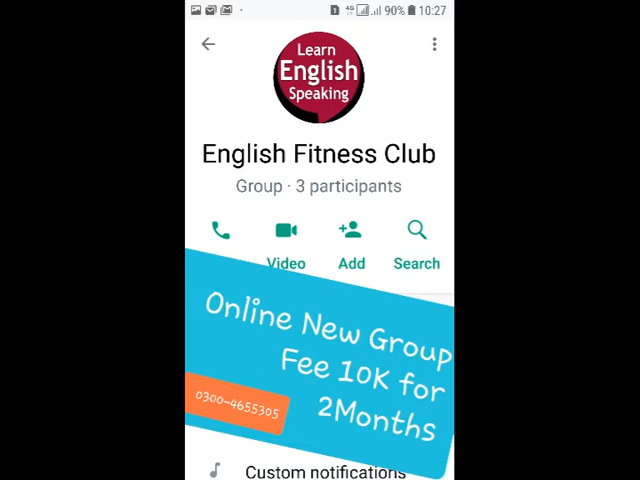 90% 10:27
Learn
English
Speaking
English Fitness Club
Group · 3 participants
Video Add Search
Online New Group
Fee 10K for
2Months
0300-4655305
Custom notifications